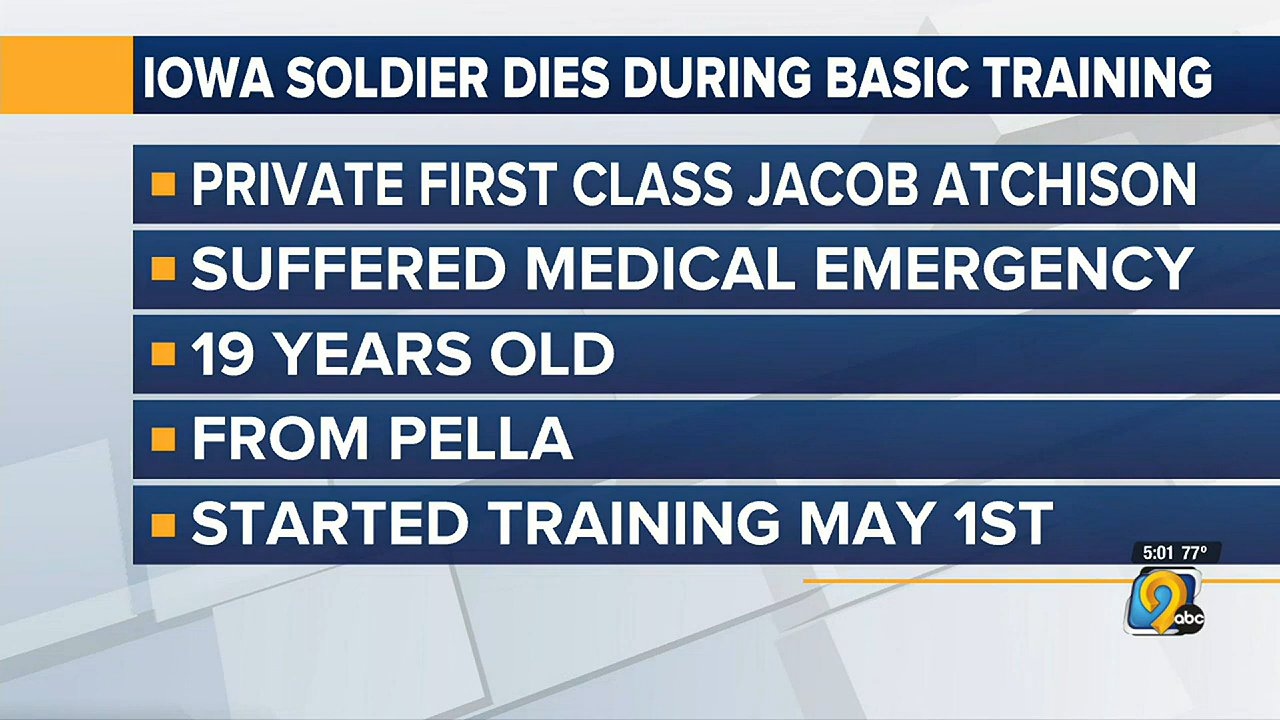 IOWA SOLDIER DIES DURING BASIC TRAINING
PRIVATE FIRST CLASS JACOB ATCHISON
SUFFERED MEDICAL EMERGENCY
19 YEARS OLD
FROM PELLA
STARTED TRAINING MAY 1ST
5:01 77°
9
abc